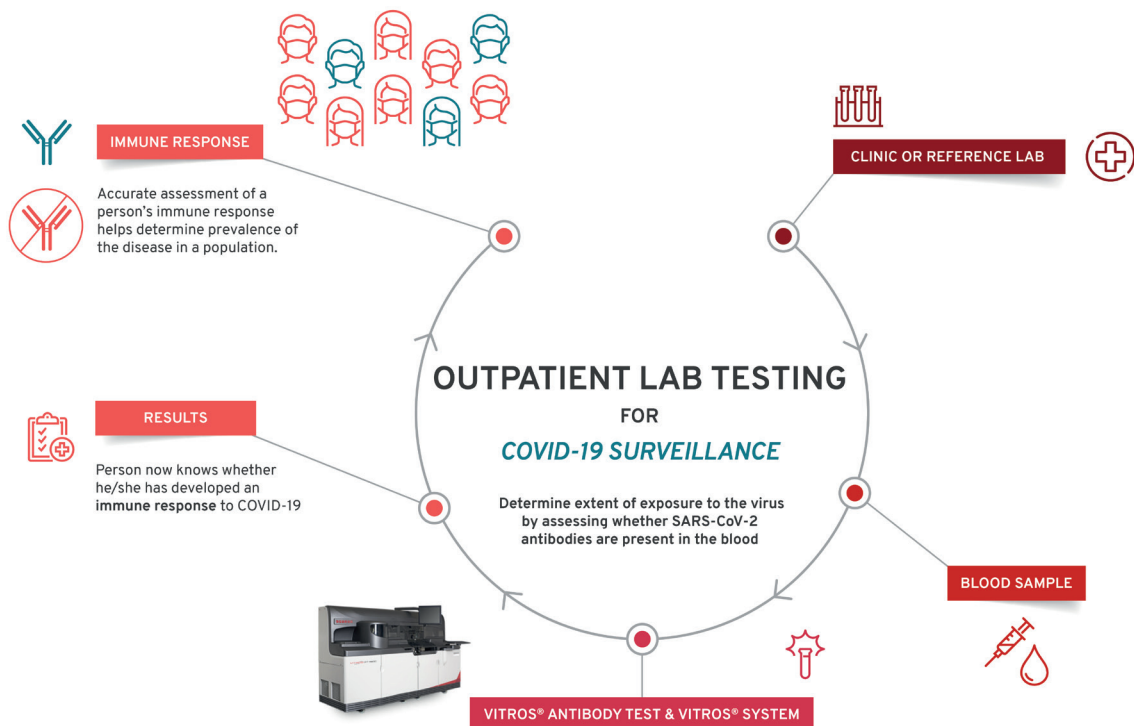 IMMUNE RESPONSE
Accurate assessment of a
person's immune response
helps determine prevalence of
the disease in a population.
CLINIC OR REFERENCE LAB
OUTPATIENT LAB TESTING
FOR
COVID-19 SURVEILLANCE
Determine extent of exposure to the virus
by assessing whether SARS-CoV-2
antibodies are present in the blood
RESULTS
Person now knows whether
he/she has developed an
immune response to COVID-19
BLOOD SAMPLE
VITROS® ANTIBODY TEST & VITROS® SYSTEM